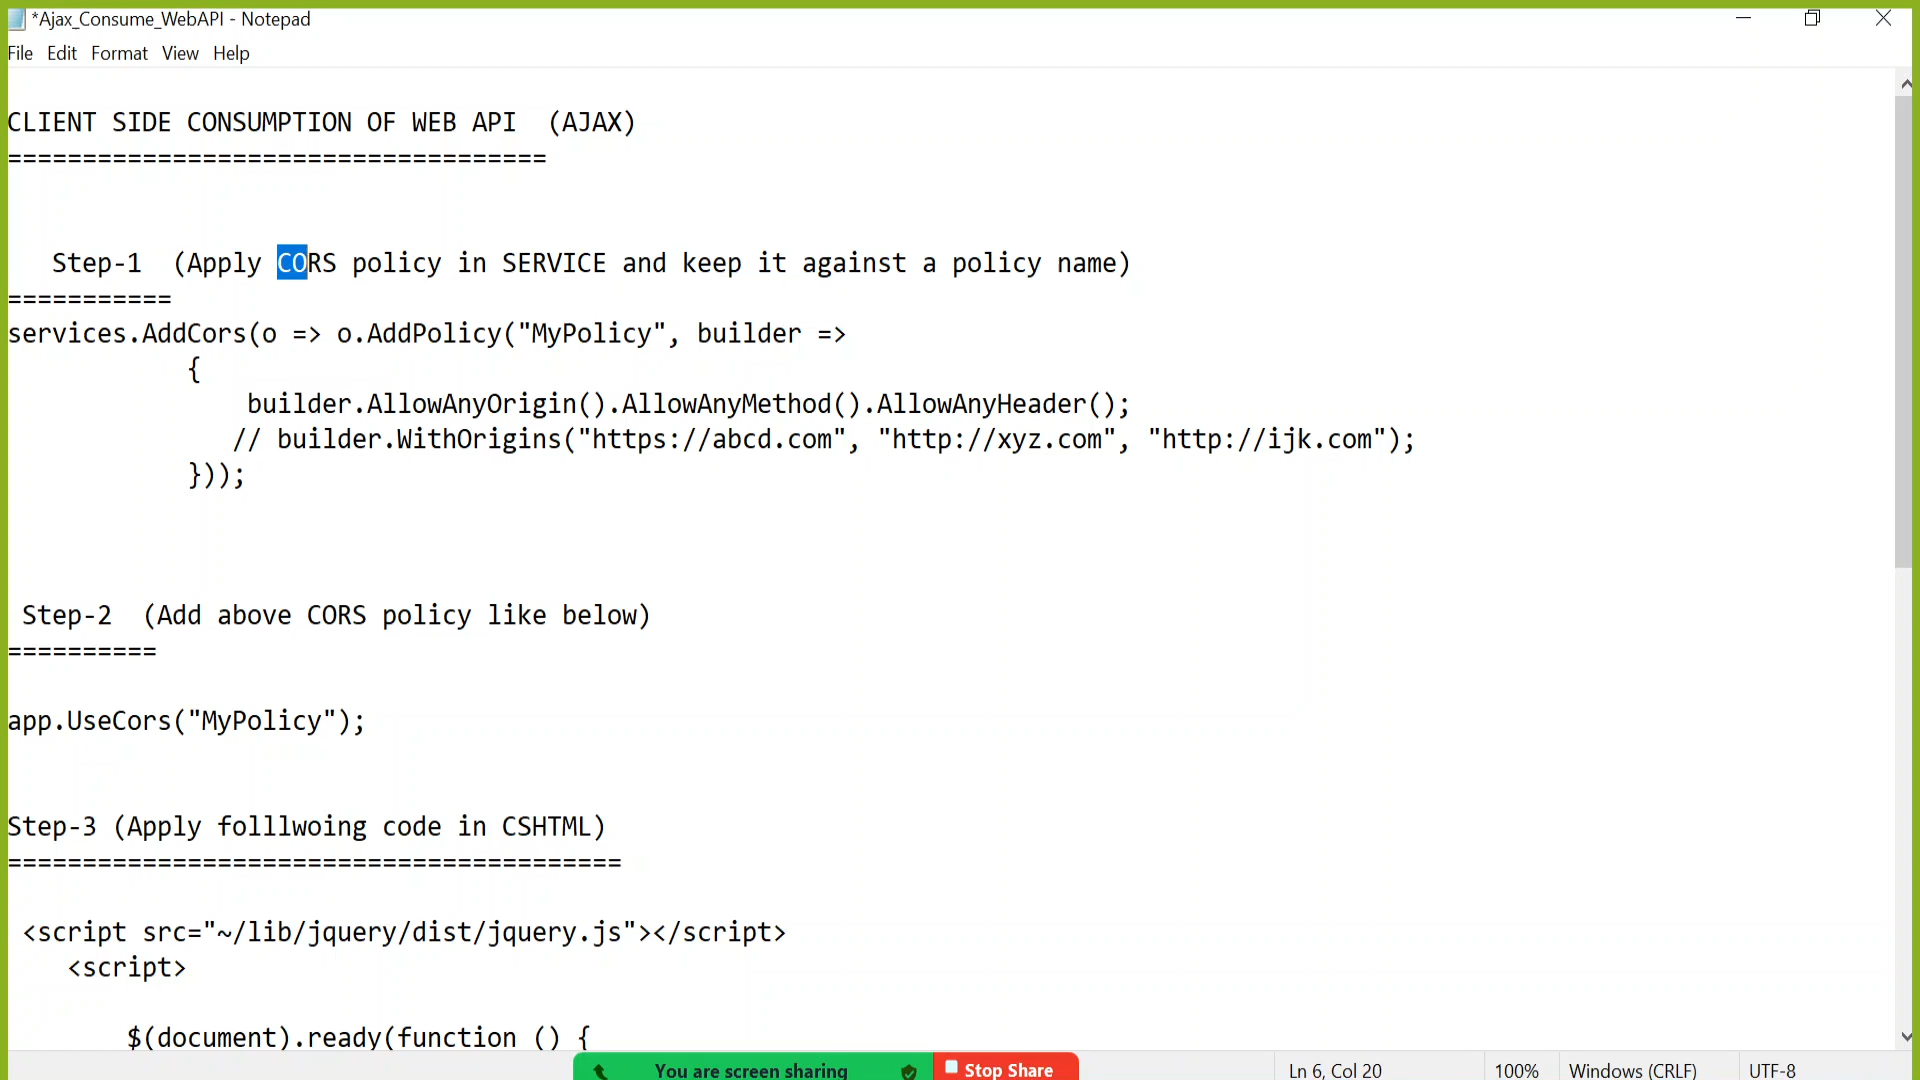 *Ajax_Consume_WebAPI - Notepad
File Edit Format View Help
CLIENT SIDE CONSUMPTION OF WEB API (AJAX)
====================================
Step-1 (Apply CORS policy in SERVICE and keep it against a policy name)
===========
services.AddCors(o => o.AddPolicy("MyPolicy", builder =>
{
builder.AllowAnyOrigin().AllowAnyMethod().AllowAnyHeader();
// builder.WithOrigins("https://abcd.com", "http://xyz.com", "http://ijk.com");
}));
Step-2 (Add above CORS policy like below)
==========
app.UseCors("MyPolicy");
Step-3 (Apply folllwoing code in CSHTML)
=========================================
<script src="~/lib/jquery/dist/jquery.js"></script>
<script>
$(document).ready(function () {
You are screen sharing Stop Share Ln 6, Col 20 100% Windows (CRLF) UTF-8